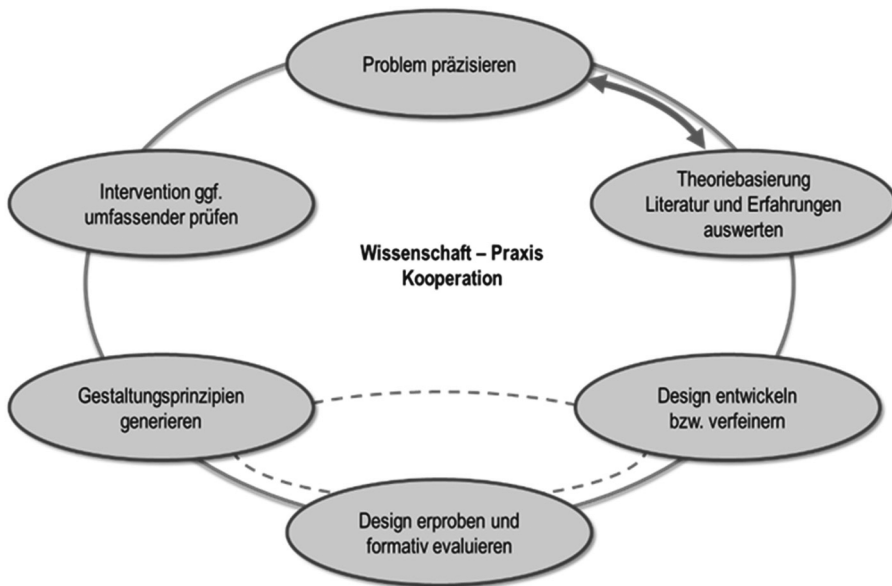 Problem präzisieren
Theoriebasierung
Literatur und Erfahrungen
auswerten
Design entwickeln
bzw. verfeinern
Design erproben und
formativ evaluieren
Gestaltungsprinzipien
generieren
Intervention ggf.
umfassender prüfen
Wissenschaft – Praxis
Kooperation